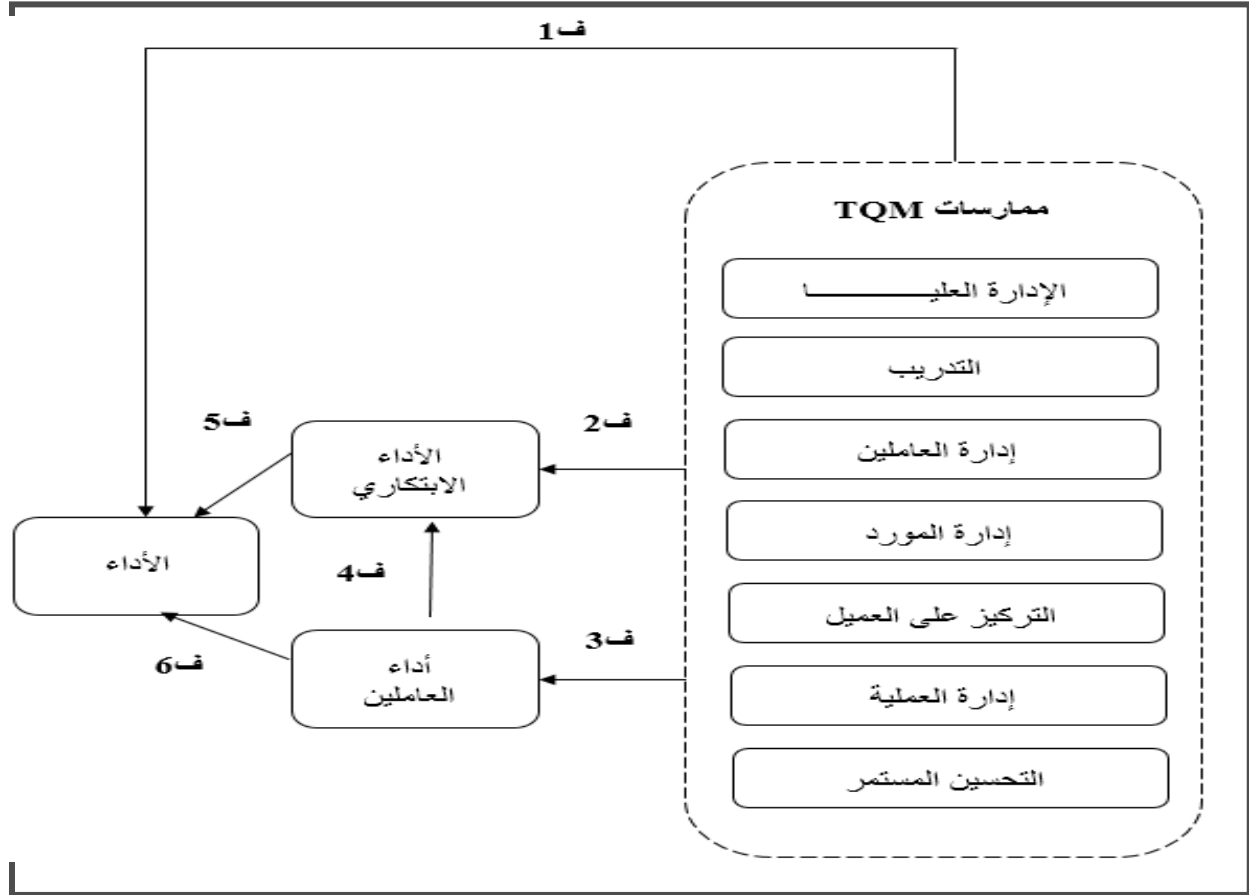 ف1
ممارسات TQM
الإدارة العليـــــــــا
التدريب
إدارة العاملين
إدارة المورد
التركيز على العميل
إدارة العملية
التحسين المستمر
ف2
ف3
الأداء
الابتكاري
ف4
أداء
العاملين
ف5
ف6
الأداء